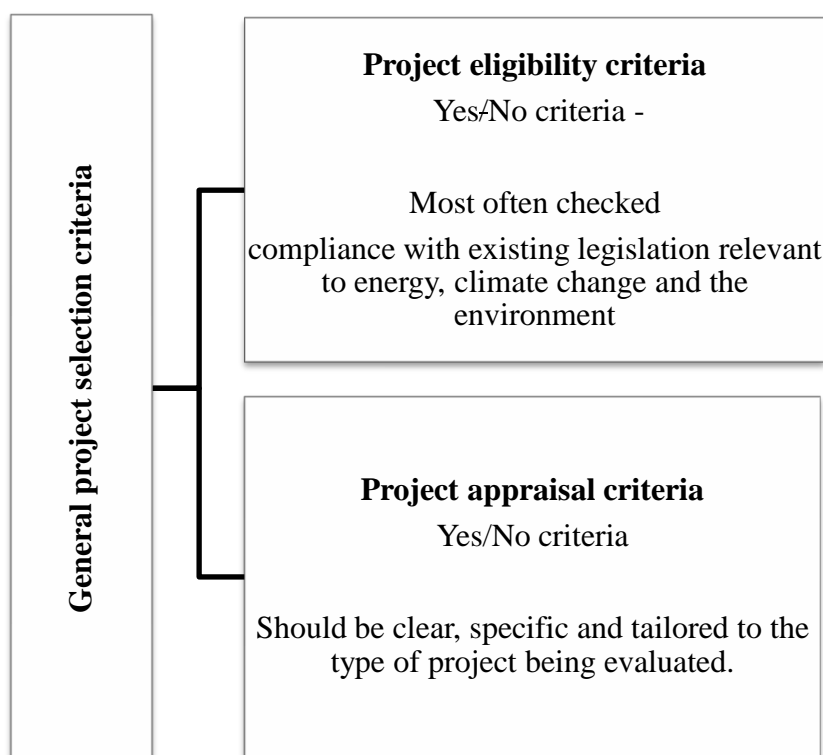 General project selection criteria
Project eligibility criteria
Yes/No criteria -
Most often checked
compliance with existing legislation relevant
to energy, climate change and the
environment
Project appraisal criteria
Yes/No criteria
Should be clear, specific and tailored to the
type of project being evaluated.